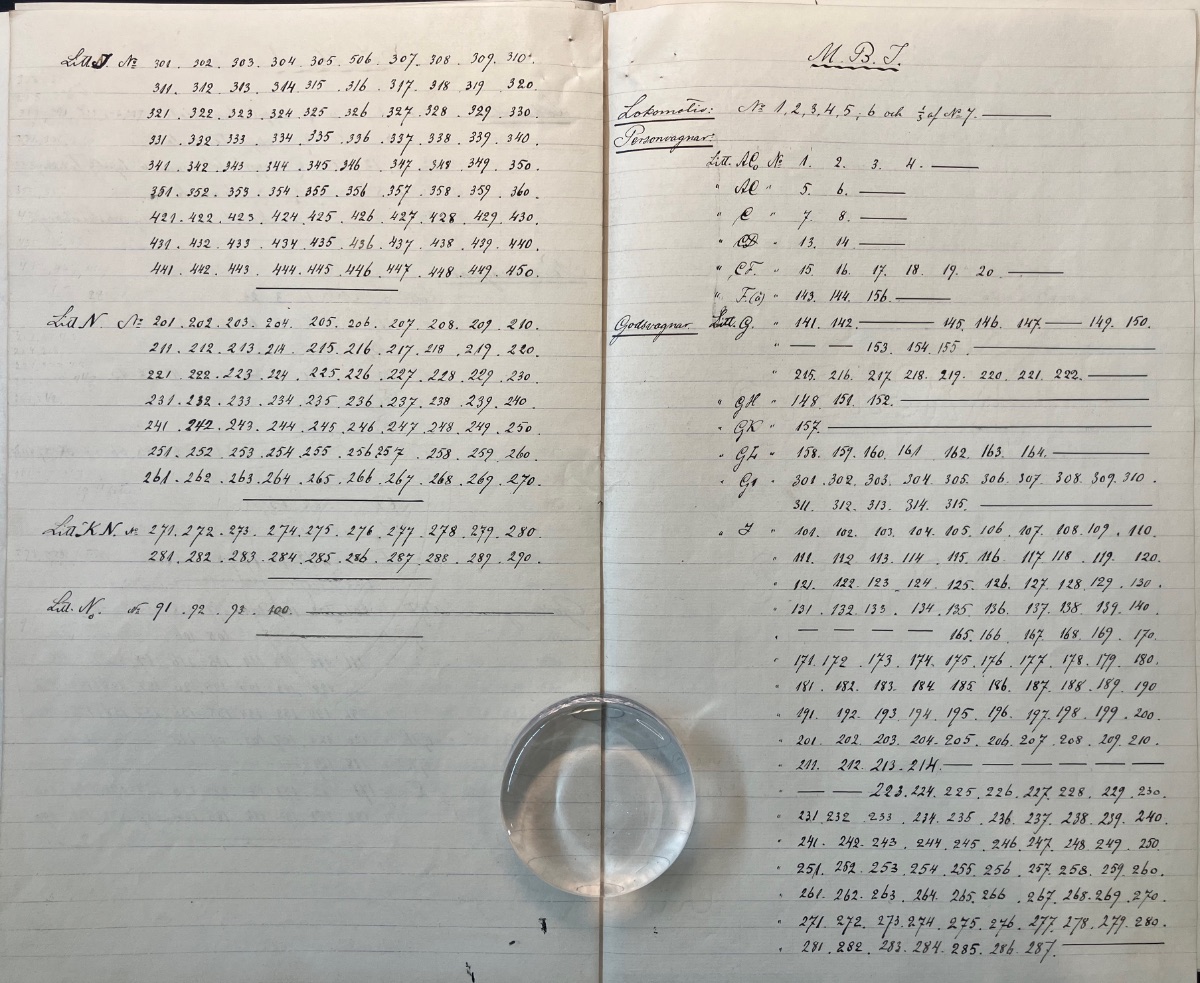 Litt. J. No 301. 302. 303. 304. 305. 506. 307. 308. 309. 310.
311. 312. 313. 314. 315. 316. 317. 318. 319. 320.
321. 322. 323. 324. 325. 326. 327. 328. 329. 330.
331. 332. 333. 334. 335. 336. 337. 338. 339. 340.
341. 342. 343. 344. 345. 346. 347. 348. 349. 350.
351. 352. 353. 354. 355. 356. 357. 358. 359. 360.
421. 422. 423. 424. 425. 426. 427. 428. 429. 430.
431. 432. 433. 434. 435. 436. 437. 438. 439. 440.
441. 442. 443. 444. 445. 446. 447. 448. 449. 450.
Litt N. No 201. 202. 203. 204. 205. 206. 207. 208. 209. 210.
211. 212. 213. 214. 215. 216. 217. 218. 219. 220.
221. 222. 223. 224. 225. 226. 227. 228. 229. 230.
231. 232. 233. 234. 235. 236. 237. 238. 239. 240.
241. 242. 243. 244. 245. 246. 247. 248. 249. 250.
251. 252. 253. 254. 255. 256. 257. 258. 259. 260.
261. 262. 263. 264. 265. 266. 267. 268. 269. 270.
Litt. K N. No 271. 272. 273. 274. 275. 276. 277. 278. 279. 280.
281. 282. 283. 284. 285. 286. 287. 288. 289. 290.
Litt. No No 91. 92. 93. 100.
M. B. J.
Lokomotiv: No 1, 2, 3, 4, 5, 6 och 1/3 af No 7.
Personvagnar:
Litt. ACo No 1. 2. 3. 4.
" AC " 5. 6.
" C " 7. 8.
" CD " 13. 14.
" CF. " 15. 16. 17. 18. 19. 20.
" F.(ö) " 143. 144. 156.
Godsvagnar. Litt. G. " 141. 142. — 145. 146. 147. — 149. 150.
" — — 153. 154. 155.
" 215. 216. 217. 218. 219. 220. 221. 222.
" GH " 148. 151. 152.
" GK " 157.
" " 158. 159. 160. 161. 162. 163. 164.
" " 301. 302. 303. 304. 305. 306. 307. 308. 309. 310.
311. 312. 313. 314. 315.
" J " 101. 102. 103. 104. 105. 106. 107. 108. 109. 110.
" 111. 112. 113. 114. 115. 116. 117. 118. 119. 120.
" 121. 122. 123. 124. 125. 126. 127. 128. 129. 130.
" 131. 132. 133. 134. 135. 136. 137. 138. 139. 140
" — — — — 165. 166. 167. 168. 169. 170.
" 171. 172. 173. 174. 175. 176. 177. 178. 179. 180.
" 181. 182. 183. 184. 185. 186. 187. 188. 189. 190
" 191. 192. 193. 194. 195. 196. 197. 198. 199. 200.
" 201. 202. 203. 204. 205. 206. 207. 208. 209. 210.
" 211. 212. 213. 214. — — — — — —
" — — 223. 224. 225. 226. 227. 228. 229. 230.
" 231. 232. 233. 234. 235. 236. 237. 238. 239. 240.
" 241. 242. 243. 244. 245. 246. 247. 248. 249. 250.
" 251. 252. 253. 254. 255. 256. 257. 258. 259. 260.
" 261. 262. 263. 264. 265. 266. 267. 268. 269. 270.
" 271. 272. 273. 274. 275. 276. 277. 278. 279. 280.
" 281. 282. 283. 284. 285. 286. 287.